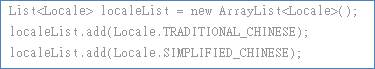 List<Locale> localeList = new ArrayList<Locale>();
localeList.add(Locale.TRADITIONAL_CHINESE);
localeList.add(Locale.SIMPLIFIED_CHINESE);